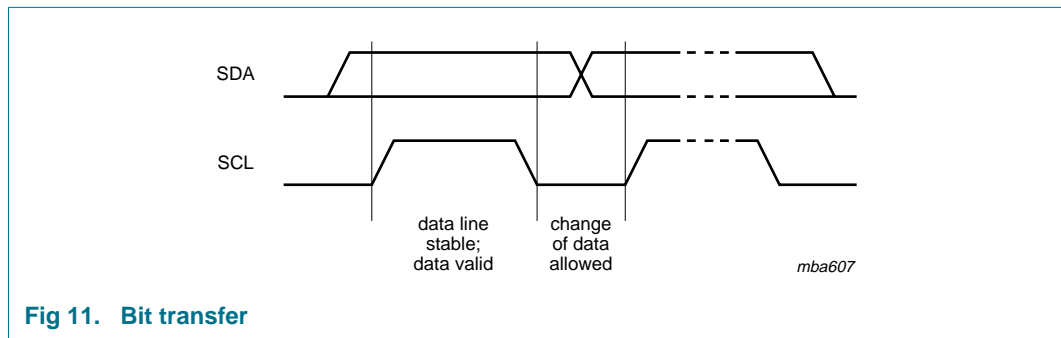 SDA
SCL
data line
stable;
data valid
change
of data
allowed
mba607
Fig 11. Bit transfer